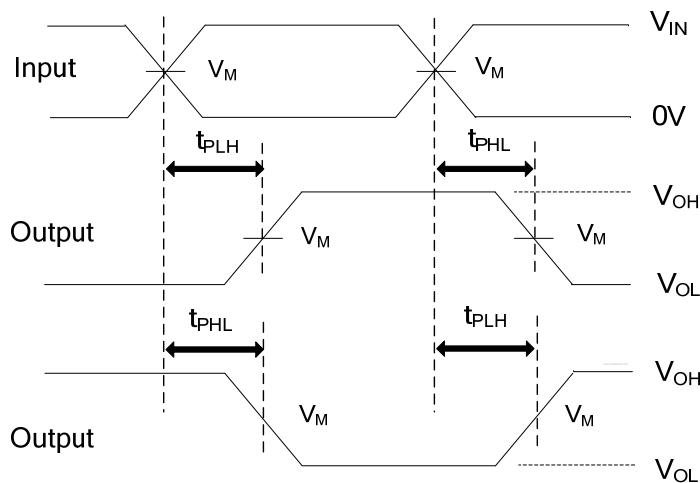 V_IN
Input V_M V_M
0V
t_PLH t_PHL
V_OH
Output V_M V_M
V_OL
t_PHL t_PLH
V_OH
V_M V_M
Output
V_OL